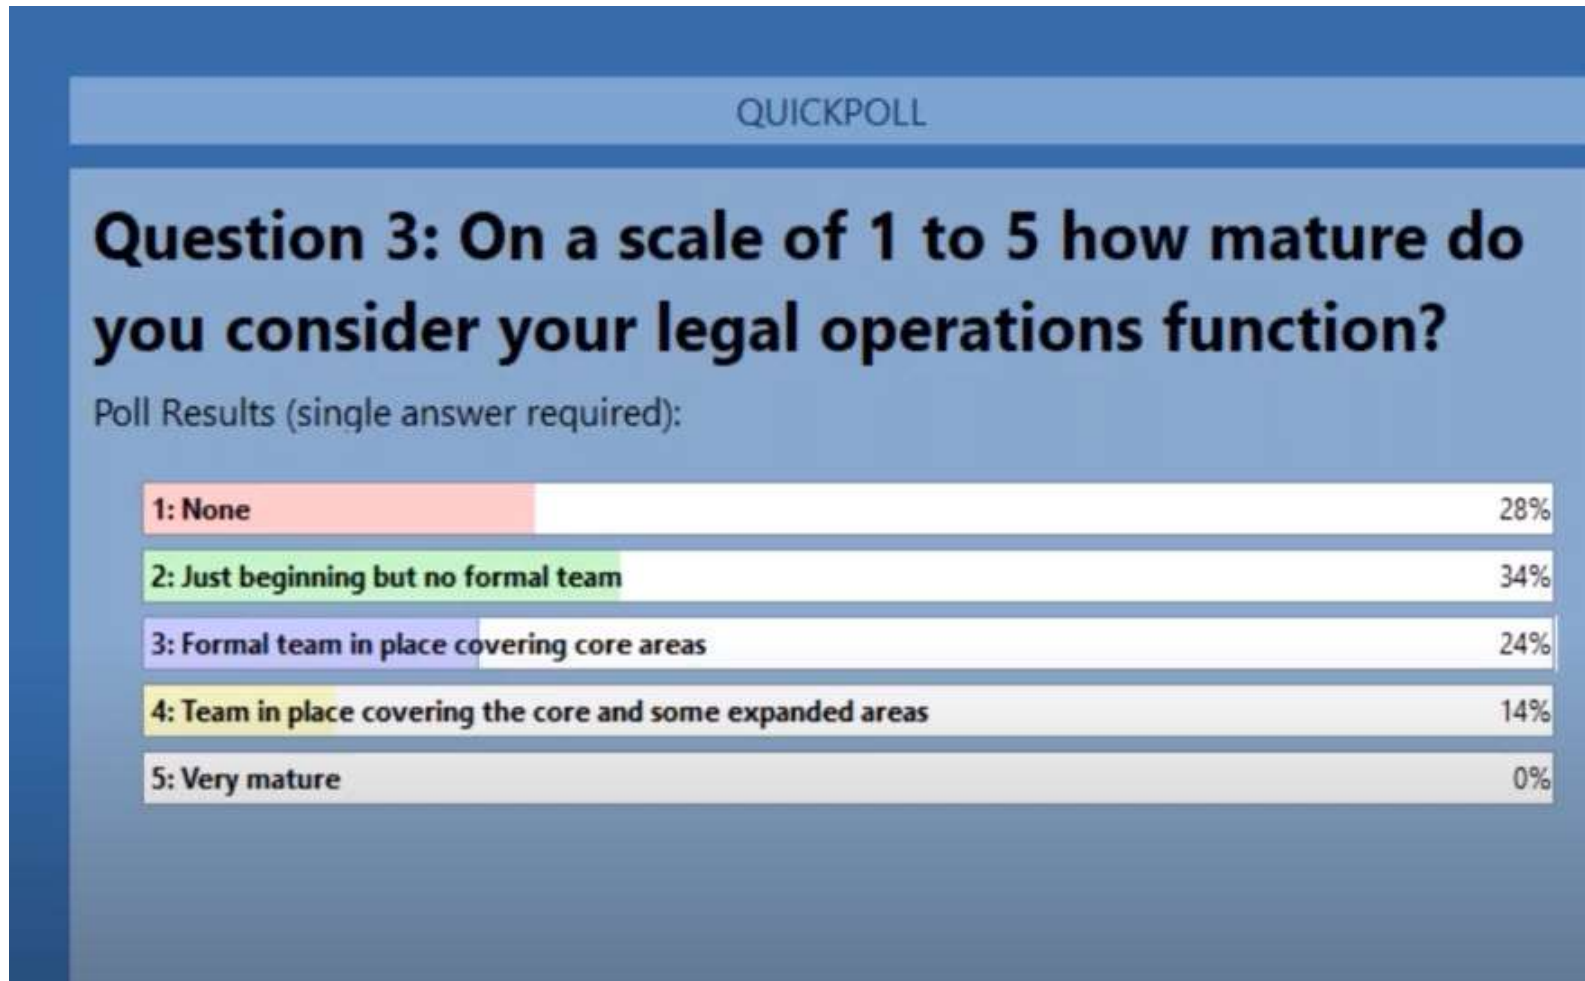 QUICKPOLL
Question 3: On a scale of 1 to 5 how mature do
you consider your legal operations function?
Poll Results (single answer required):
1: None 28%
2: Just beginning but no formal team 34%
3: Formal team in place covering core areas 24%
4: Team in place covering the core and some expanded areas 14%
5: Very mature 0%